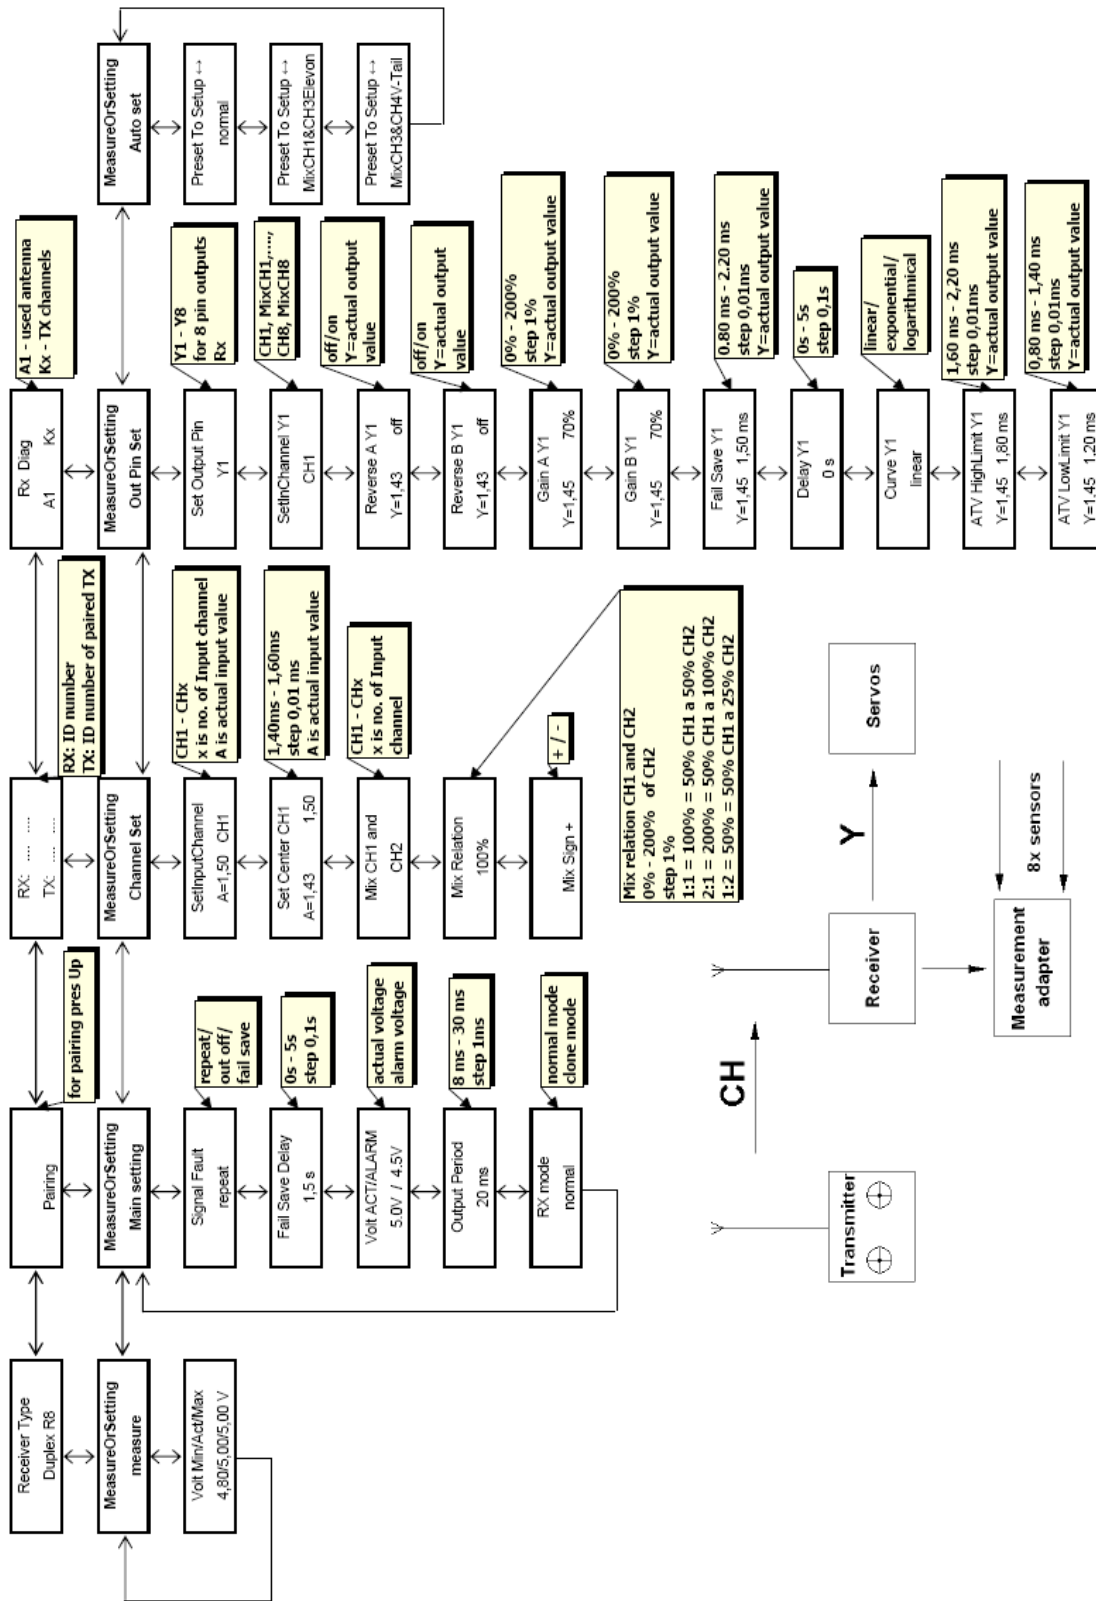 Receiver Type
Duplex R8
MeasureOrSetting
measure
Volt Min/Act/Max
4,80/5,00/5,00 V
Pairing
for pairing pres Up
MeasureOrSetting
Main setting
Signal Fault
repeat
repeat/
out off/
fail save
Fail Save Delay
1,5 s
0s - 5s
step 0,1s
Volt ACT/ALARM
5.0V / 4.5V
actual voltage
alarm voltage
Output Period
20 ms
8 ms - 30 ms
step 1ms
RX mode
normal
normal mode
clone mode
RX: .... ....
TX: .... ....
RX: ID number
TX: ID number of paired TX
MeasureOrSetting
Channel Set
SetInputChannel
A=1,50 CH1
CH1 - CHx
x is no. of Input channel
A is actual input value
Set Center CH1
A=1,43 1,50
1,40ms - 1,60ms
step 0,01 ms
A is actual input value
Mix CH1 and
CH2
CH1 - CHx
x is no. of Input
channel
Mix Relation
100%
Mix relation CH1 and CH2
0% - 200% of CH2
step 1%
1:1 = 100% = 50% CH1 a 50% CH2
2:1 = 200% = 50% CH1 a 100% CH2
1:2 = 50% = 50% CH1 a 25% CH2
Mix Sign +
+ / -
Rx Diag
A1 Kx
A1 - used antenna
Kx - TX channels
MeasureOrSetting
Out Pin Set
Set Output Pin
Y1
Y1 - Y8
for 8 pin outputs
Rx
SetInChannel Y1
CH1
CH1, MixCH1,....,
CH8, MixCH8
Reverse A Y1
Y=1,43 off
off/on
Y=actual output
value
Reverse B Y1
Y=1,43 off
off/on
Y=actual output
value
Gain A Y1
Y=1,45 70%
0% - 200%
step 1%
Y=actual output value
Gain B Y1
Y=1,45 70%
0% - 200%
step 1%
Y=actual output value
Fail Save Y1
Y=1,45 1,50 ms
0.80 ms - 2.20 ms
step 0,01ms
Y=actual output value
Delay Y1
0 s
0s - 5s
step 0,1s
Curve Y1
linear
linear/
exponential/
logarithmical
ATV HighLimit Y1
Y=1,45 1,80 ms
1,60 ms - 2,20 ms
step 0,01ms
Y=actual output value
ATV LowLimit Y1
Y=1,45 1,20 ms
0,80 ms - 1,40 ms
step 0,01ms
Y=actual output value
MeasureOrSetting
Auto set
Preset To Setup ↔
normal
Preset To Setup ↔
MixCH1&CH3Elevon
Preset To Setup ↔
MixCH3&CH4V-Tail
Transmitter
CH
Receiver
Y
Servos
Measurement
adapter
8x sensors